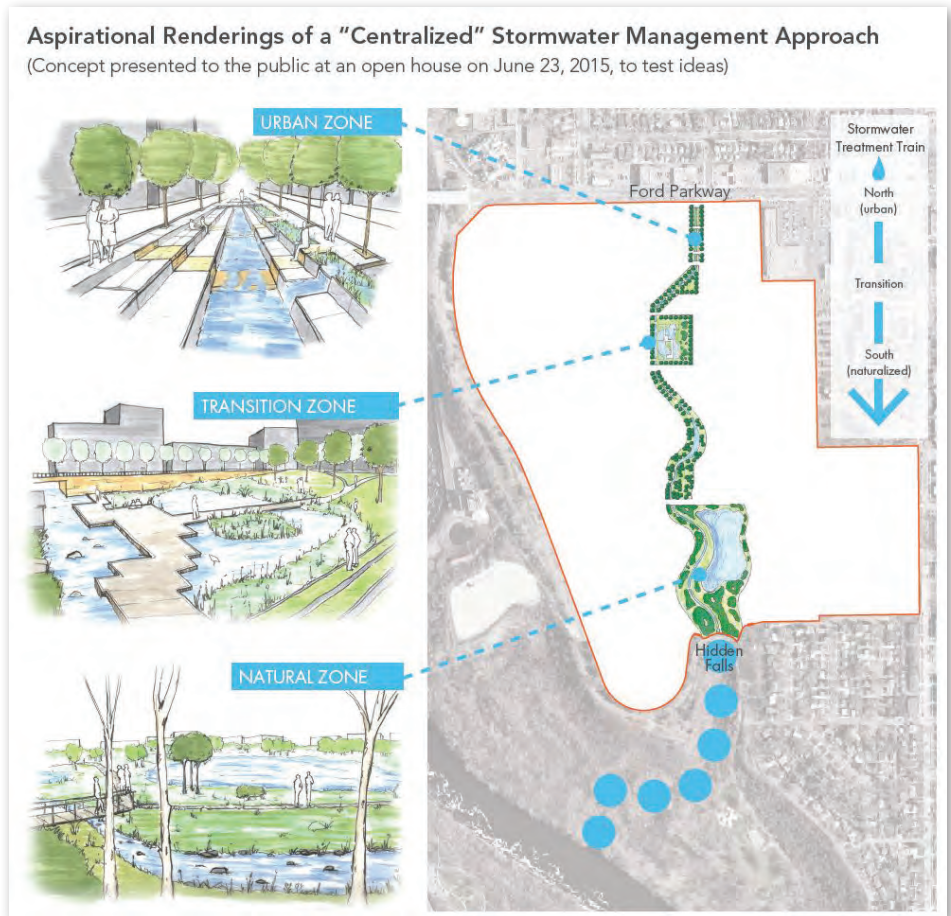 Aspirational Renderings of a “Centralized” Stormwater Management Approach
(Concept presented to the public at an open house on June 23, 2015, to test ideas)
URBAN ZONE
TRANSITION ZONE
NATURAL ZONE
Ford Parkway
Hidden
Falls
Stormwater
Treatment Train
North
(urban)
Transition
South
(naturalized)